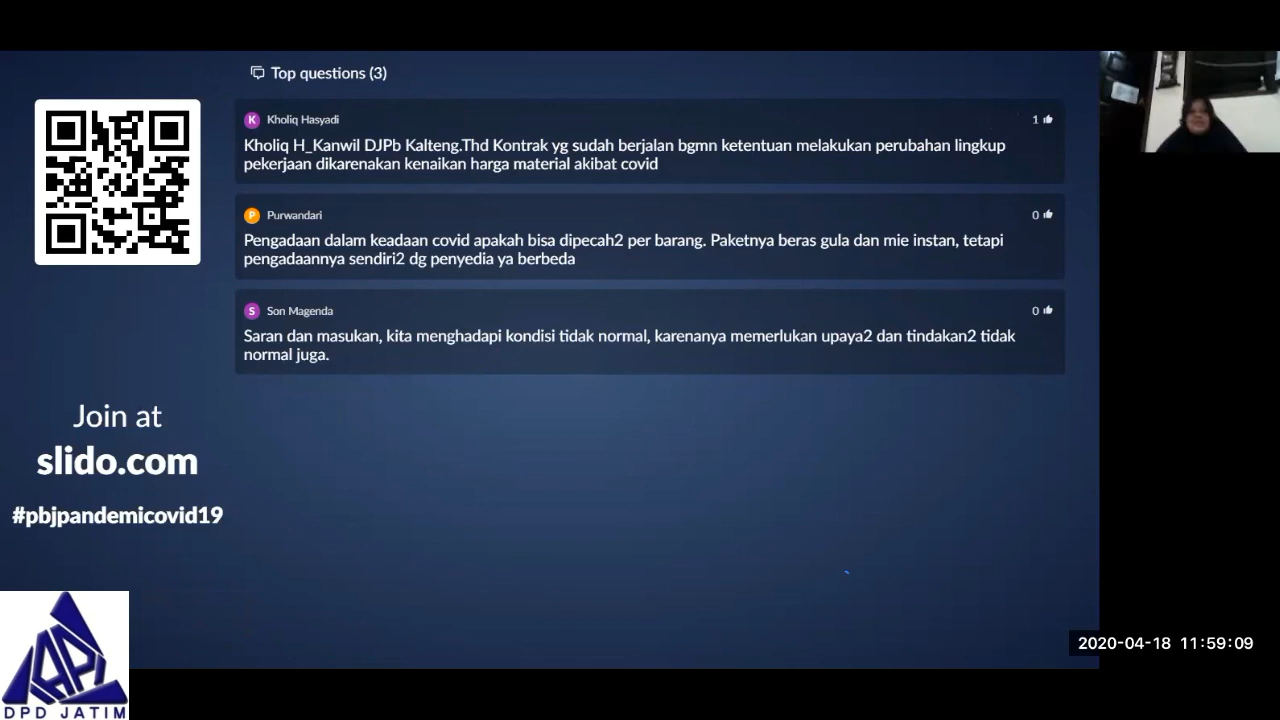 Top questions (3)
K
Kholiq Hasyadi
1
Kholiq H_Kanwil DJPb Kalteng.Thd Kontrak yg sudah berjalan bgmn ketentuan melakukan perubahan lingkup
pekerjaan dikarenakan kenaikan harga material akibat covid
P
Purwandari
0
Pengadaan dalam keadaan covid apakah bisa dipecah2 per barang. Paketnya beras gula dan mie instan, tetapi
pengadaannya sendiri2 dg penyedia ya berbeda
S
Son Magenda
0
Saran dan masukan, kita menghadapi kondisi tidak normal, karenanya memerlukan upaya2 dan tindakan2 tidak
normal juga.
Join at
slido.com
#pbjpandemicovid19
IAPI
DPD JATIM
2020-04-18 11:59:09